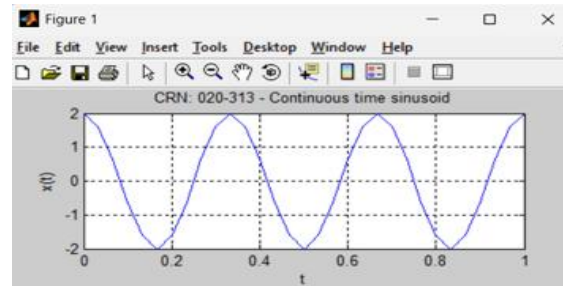 Figure 1
File Edit View Insert Tools Desktop Window Help
CRN: 020-313 - Continuous time sinusoid
2
1
0
-1
-2
x(t)
0 0.2 0.4 0.6 0.8 1
t